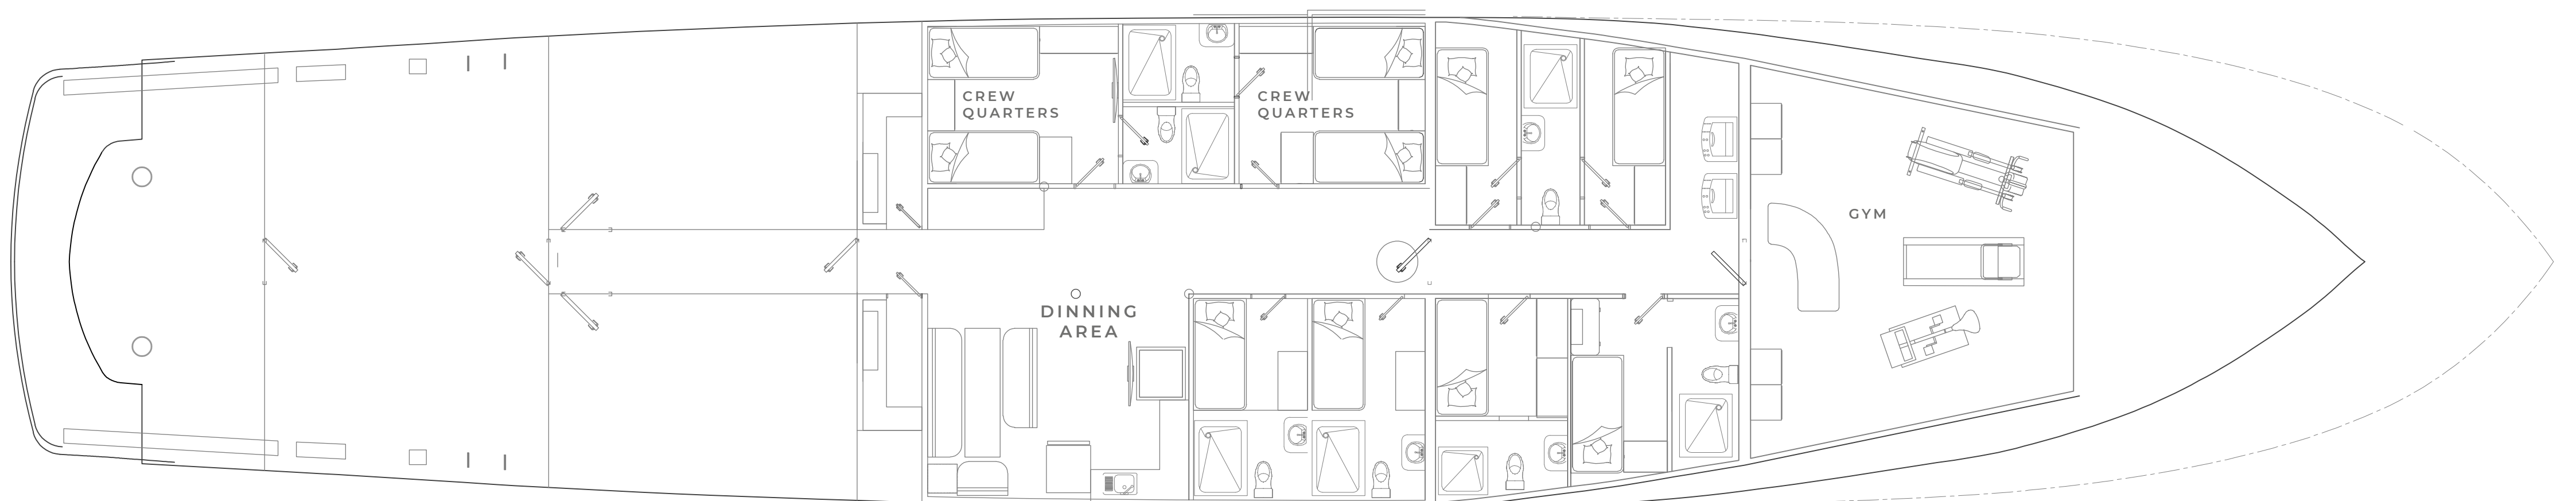 CREW
QUARTERS
CREW
QUARTERS
GYM
DINNING
AREA